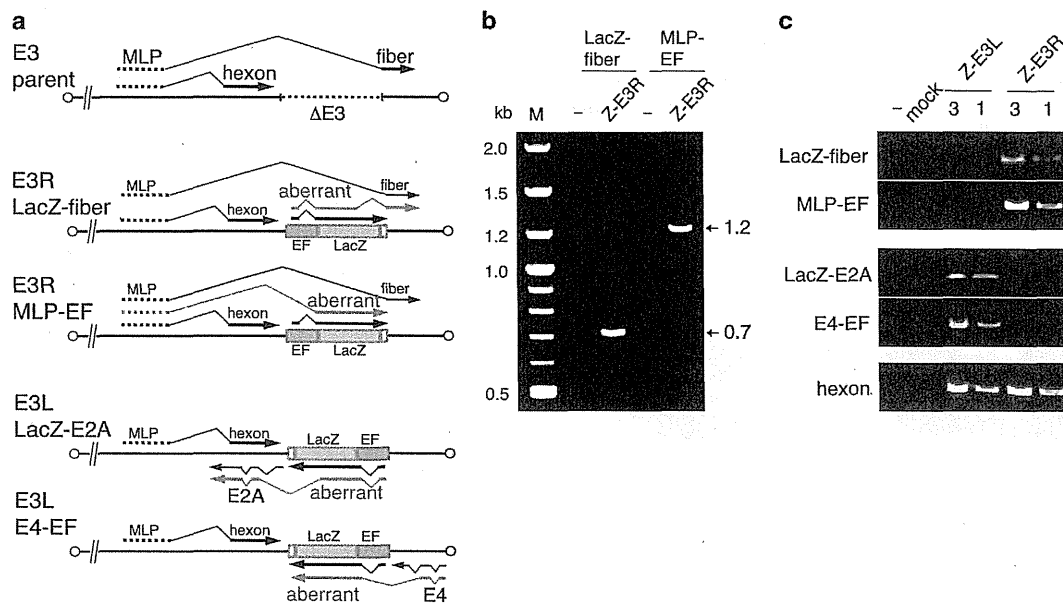 a
E3
parent
MLP
hexon
fiber
ΔE3
E3R
LacZ-fiber
MLP
hexon
aberrant
fiber
EF
LacZ
E3R
MLP-EF
MLP
hexon
aberrant
fiber
EF
LacZ
E3L
LacZ-E2A
MLP
hexon
LacZ
EF
E2A
aberrant
E3L
E4-EF
MLP
hexon
LacZ
EF
aberrant
E4
b
LacZ-
fiber
MLP-
EF
kb
M
–
Z-E3R
–
Z-E3R
2.0
1.5
1.2
1.0
0.5
← 1.2
← 0.7
c
–
mock
Z-E3L
Z-E3R
3 1 3 1
LacZ-fiber
MLP-EF
LacZ-E2A
E4-EF
hexon